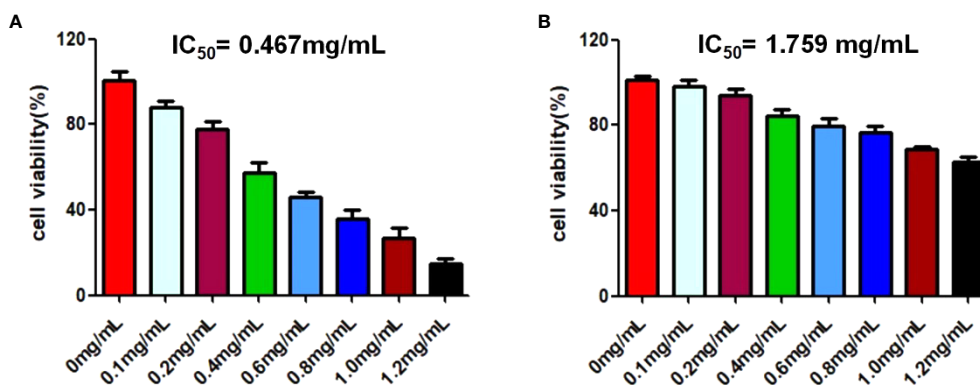 A
IC50= 0.467mg/mL
cell viability(%)
120
80
40
0
0mg/mL
0.1mg/mL
0.2mg/mL
0.4mg/mL
0.6mg/mL
0.8mg/mL
1.0mg/mL
1.2mg/mL
B
IC50= 1.759 mg/mL
cell viability(%)
120
80
40
0
0mg/mL
0.1mg/mL
0.2mg/mL
0.4mg/mL
0.6mg/mL
0.8mg/mL
1.0mg/mL
1.2mg/mL